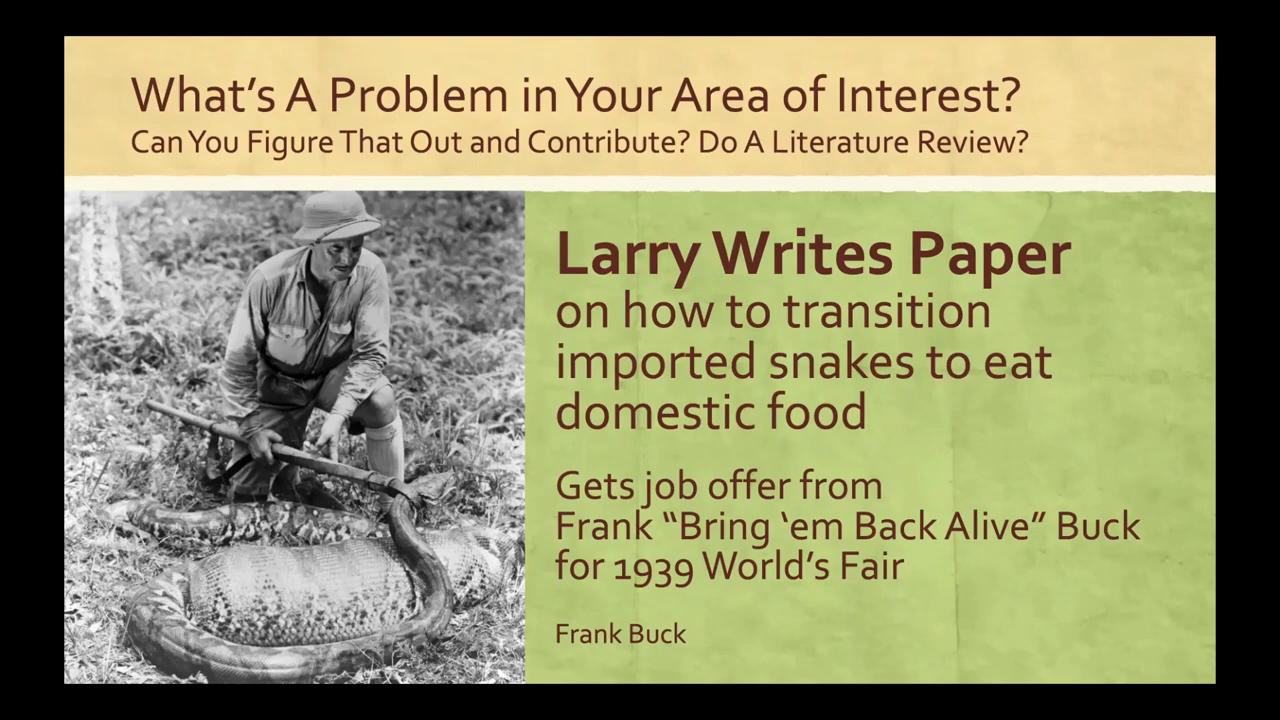 What's A Problem in Your Area of Interest?
Can You Figure That Out and Contribute? Do A Literature Review?
Larry Writes Paper
on how to transition
imported snakes to eat
domestic food
Gets job offer from
Frank “Bring ‘em Back Alive” Buck
for 1939 World’s Fair
Frank Buck